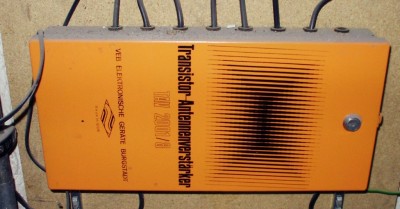 Transistor-Antennenverstärker
VEB ELEKTRONISCHE GERÄTE BURGSTÄDT